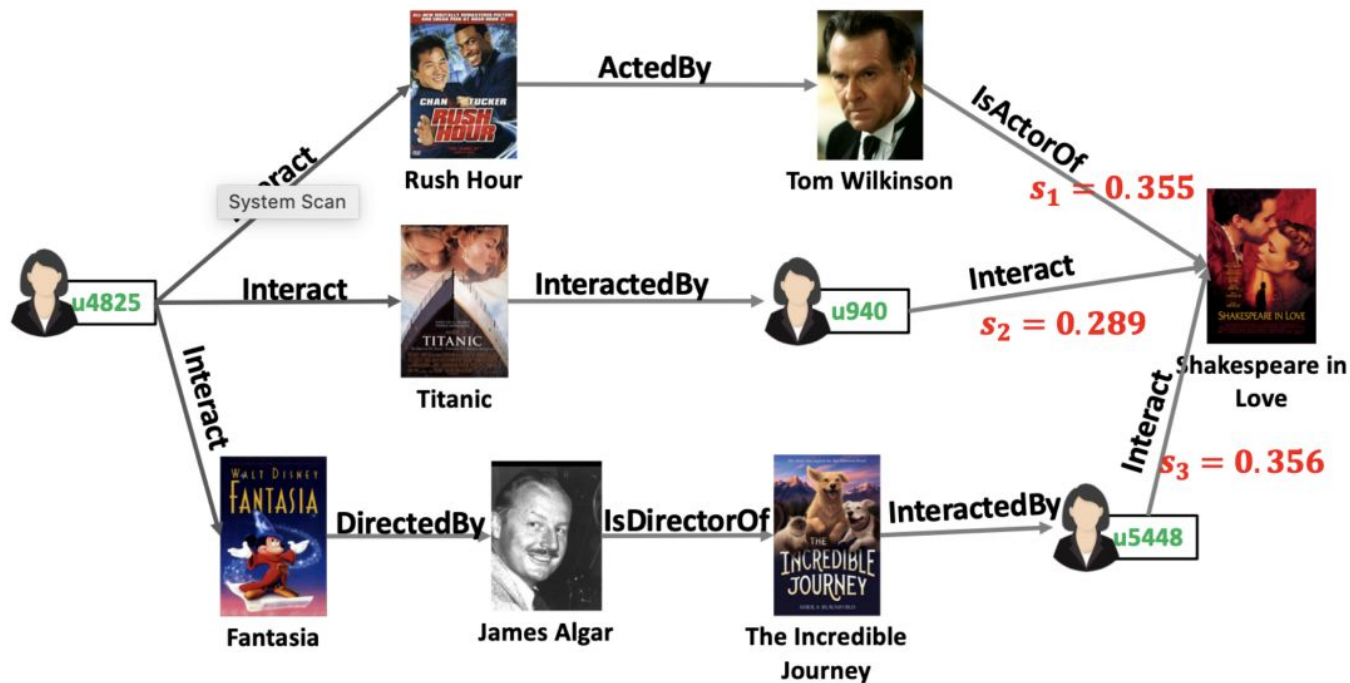 CHAN TUCKER
RUSH
HOUR
Rush Hour
ActedBy
Tom Wilkinson
IsActorOf
s₁ = 0.355
System Scan
u4825
Interact
TITANIC
Titanic
InteractedBy
u940
Interact
s₂ = 0.289
SHAKESPEARE IN LOVE
Shakespeare in
Love
Interact
WALT DISNEY
FANTASIA
Fantasia
DirectedBy
James Algar
IsDirectorOf
THE
INCREDIBLE
JOURNEY
The Incredible
Journey
InteractedBy
u5448
Interact
s₃ = 0.356